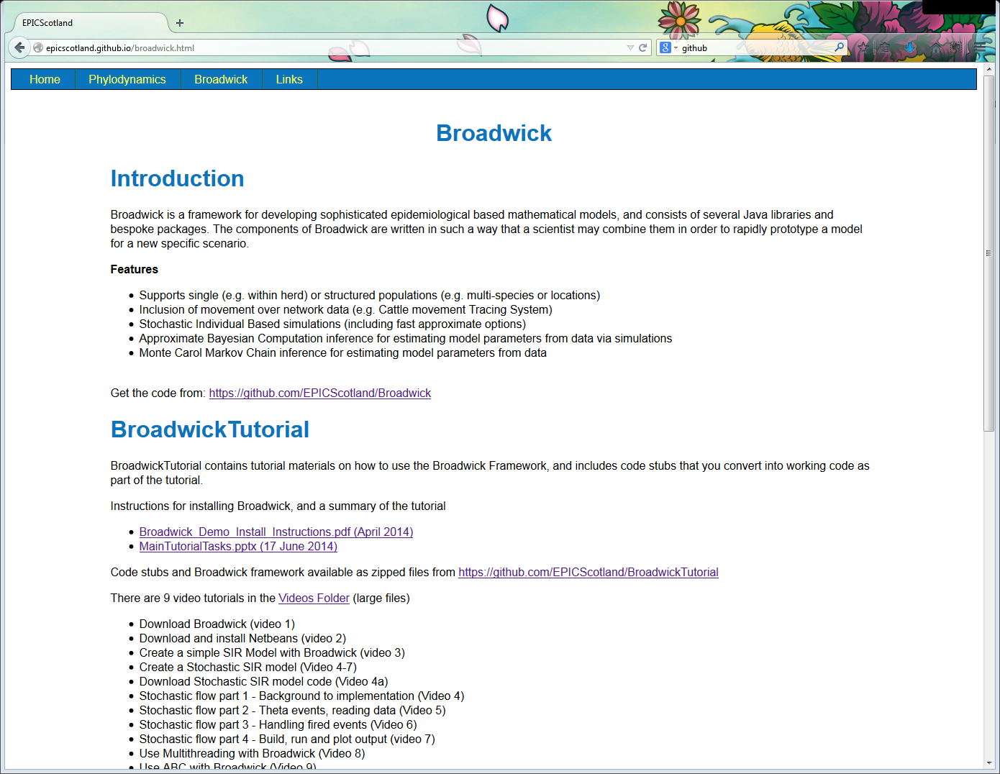 EPICScotland
epicscotland.github.io/broadwick.html
github
Home Phylodynamics Broadwick Links
Broadwick
Introduction
Broadwick is a framework for developing sophisticated epidemiological based mathematical models, and consists of several Java libraries and
bespoke packages. The components of Broadwick are written in such a way that a scientist may combine them in order to rapidly prototype a model
for a new specific scenario.
Features
• Supports single (e.g. within herd) or structured populations (e.g. multi-species or locations)
• Inclusion of movement over network data (e.g. Cattle movement Tracing System)
• Stochastic Individual Based simulations (including fast approximate options)
• Approximate Bayesian Computation inference for estimating model parameters from data via simulations
• Monte Carol Markov Chain inference for estimating model parameters from data
Get the code from: https://github.com/EPICScotland/Broadwick
BroadwickTutorial
BroadwickTutorial contains tutorial materials on how to use the Broadwick Framework, and includes code stubs that you convert into working code as
part of the tutorial.
Instructions for installing Broadwick, and a summary of the tutorial
• Broadwick_Demo_Install_Instructions.pdf (April 2014)
• MainTutorialTasks.pptx (17 June 2014)
Code stubs and Broadwick framework available as zipped files from https://github.com/EPICScotland/BroadwickTutorial
There are 9 video tutorials in the Videos Folder (large files)
• Download Broadwick (video 1)
• Download and install Netbeans (video 2)
• Create a simple SIR Model with Broadwick (video 3)
• Create a Stochastic SIR model (Video 4-7)
• Download Stochastic SIR model code (Video 4a)
• Stochastic flow part 1 - Background to implementation (Video 4)
• Stochastic flow part 2 - Theta events, reading data (Video 5)
• Stochastic flow part 3 - Handling fired events (Video 6)
• Stochastic flow part 4 - Build, run and plot output (video 7)
• Use Multithreading with Broadwick (Video 8)
• Use ABC with Broadwick (Video 9)